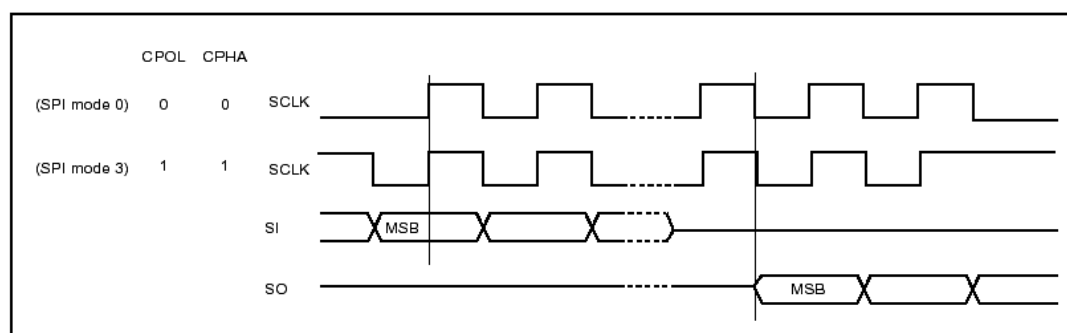 CPOL CPHA
(SPI mode 0) 0 0 SCLK
(SPI mode 3) 1 1 SCLK
SI MSB
SO MSB